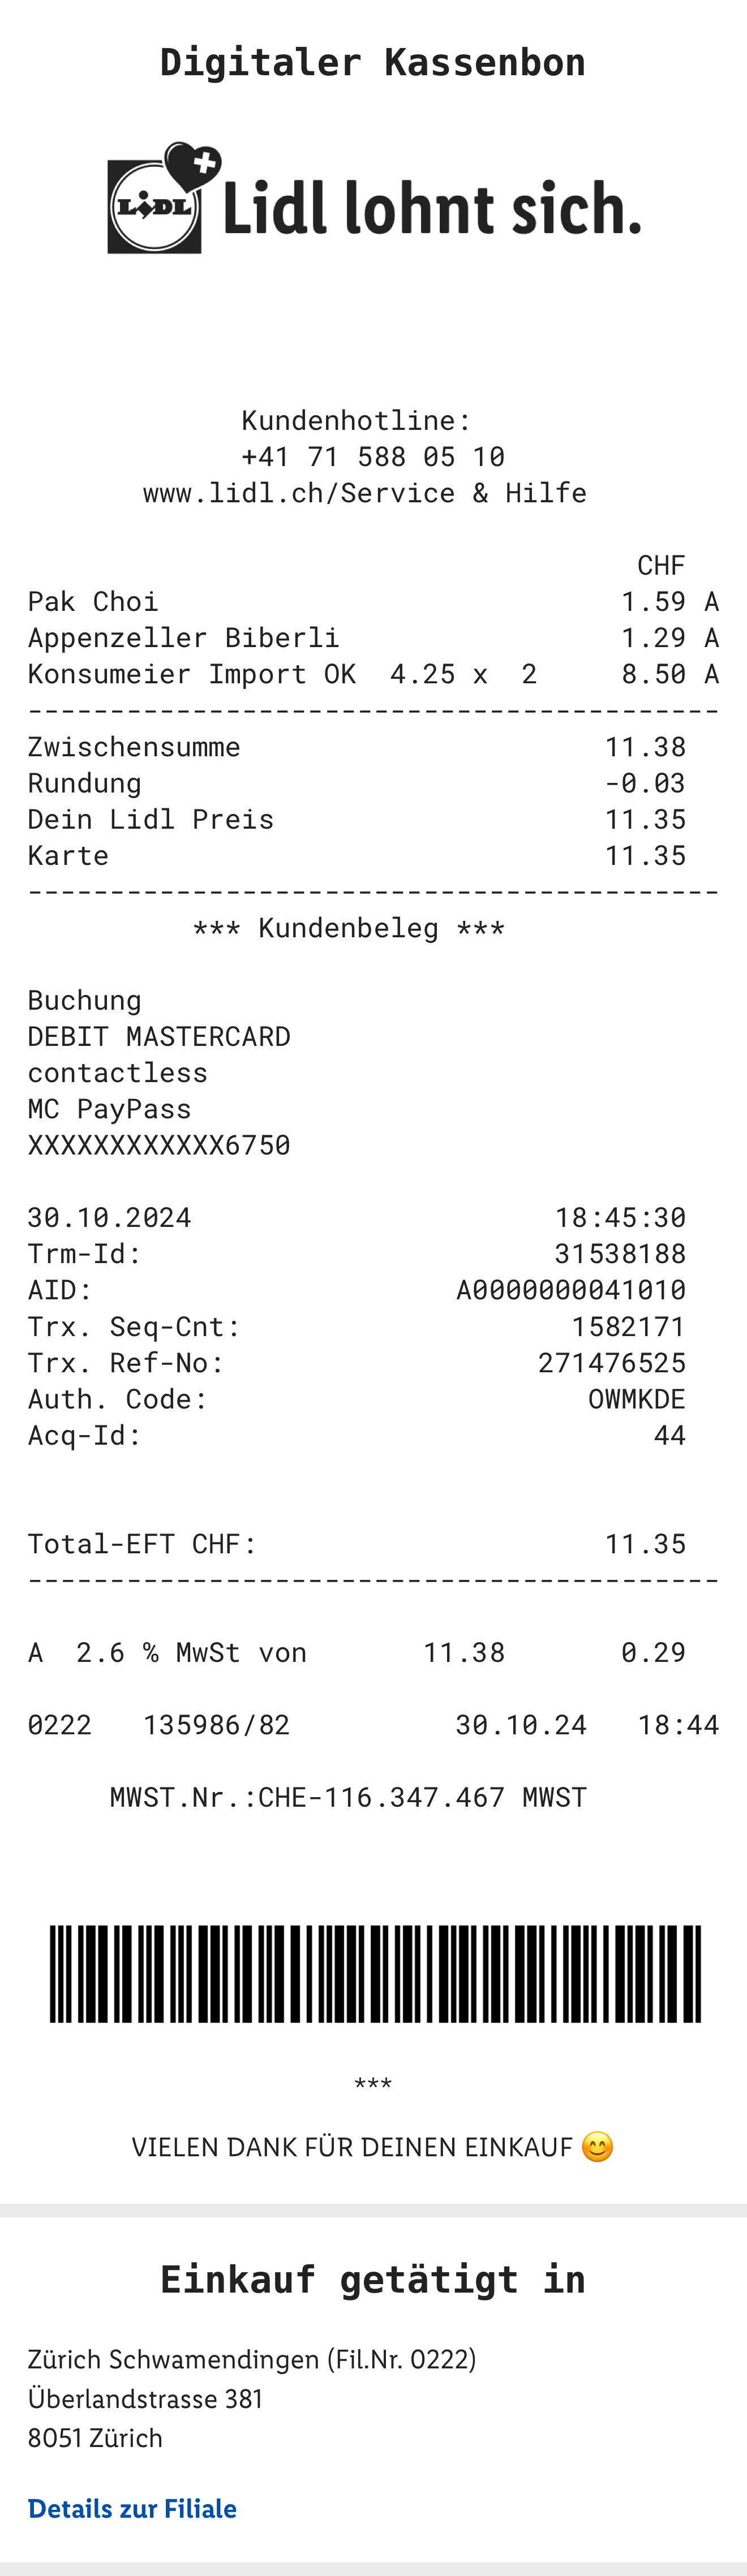 Digitaler Kassenbon
LIDL Lidl lohnt sich.
Kundenhotline:
+41 71 588 05 10
www.lidl.ch/Service & Hilfe
CHF
Pak Choi 1.59 A
Appenzeller Biberli 1.29 A
Konsumeier Import OK 4.25 x 2 8.50 A
------------------------------------------
Zwischensumme 11.38
Rundung -0.03
Dein Lidl Preis 11.35
Karte 11.35
------------------------------------------
*** Kundenbeleg ***
Buchung
DEBIT MASTERCARD
contactless
MC PayPass
XXXXXXXXXXXX6750
30.10.2024 18:45:30
Trm-Id: 31538188
AID: A0000000041010
Trx. Seq-Cnt: 1582171
Trx. Ref-No: 271476525
Auth. Code: OWMKDE
Acq-Id: 44
Total-EFT CHF: 11.35
------------------------------------------
A 2.6 % MwSt von 11.38 0.29
0222 135986/82 30.10.24 18:44
MWST.Nr.:CHE-116.347.467 MWST
***
VIELEN DANK FÜR DEINEN EINKAUF 😊
Einkauf getätigt in
Zürich Schwamendingen (Fil.Nr. 0222)
Überlandstrasse 381
8051 Zürich
Details zur Filiale